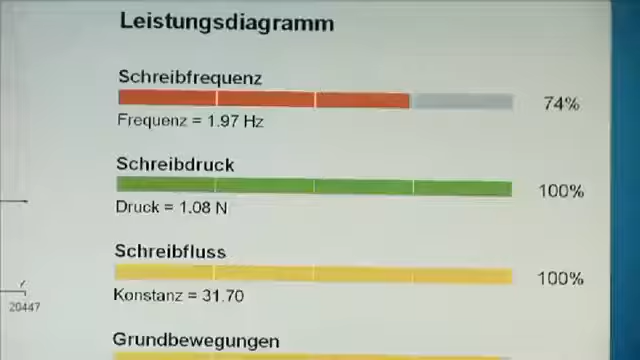 Leistungsdiagramm
Schreibfrequenz
74%
Frequenz = 1.97 Hz
Schreibdruck
100%
Druck = 1.08 N
Schreibfluss
100%
Konstanz = 31.70
20447
Grundbewegungen